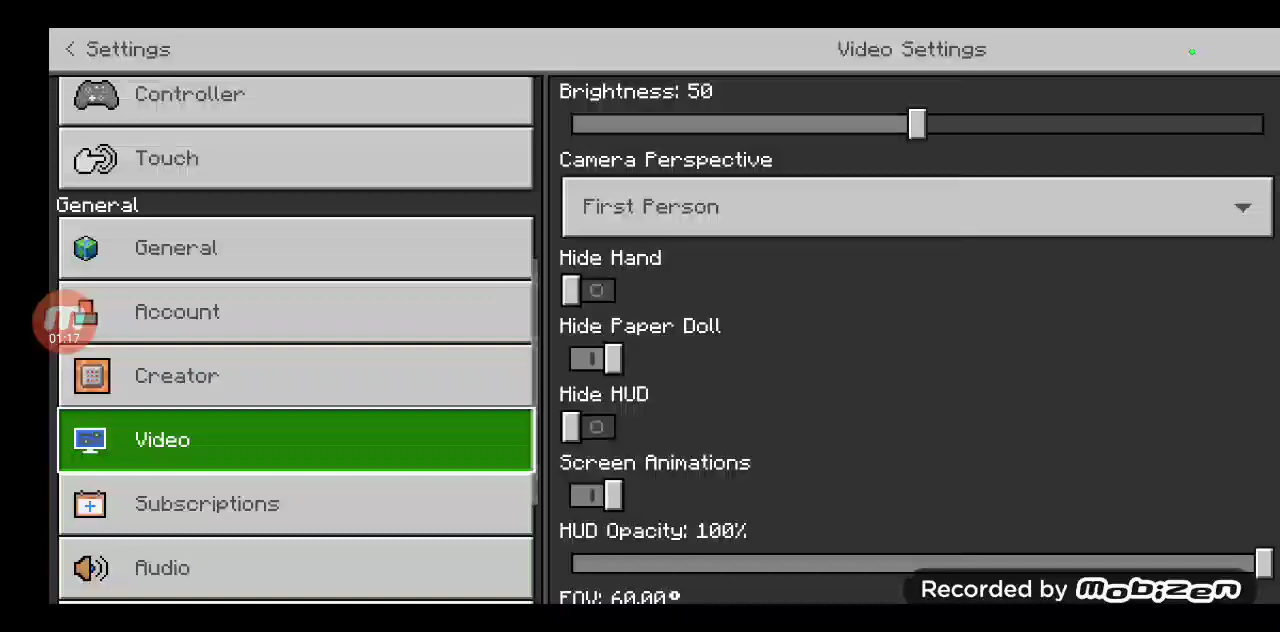 < Settings
Video Settings
Controller
Touch
General
General
Account
Creator
Video
Subscriptions
Audio
01:17
Brightness: 50
Camera Perspective
First Person
Hide Hand
Hide Paper Doll
Hide HUD
Screen Animations
HUD Opacity: 100%
FOV: 60.00°
Recorded by Mobizen